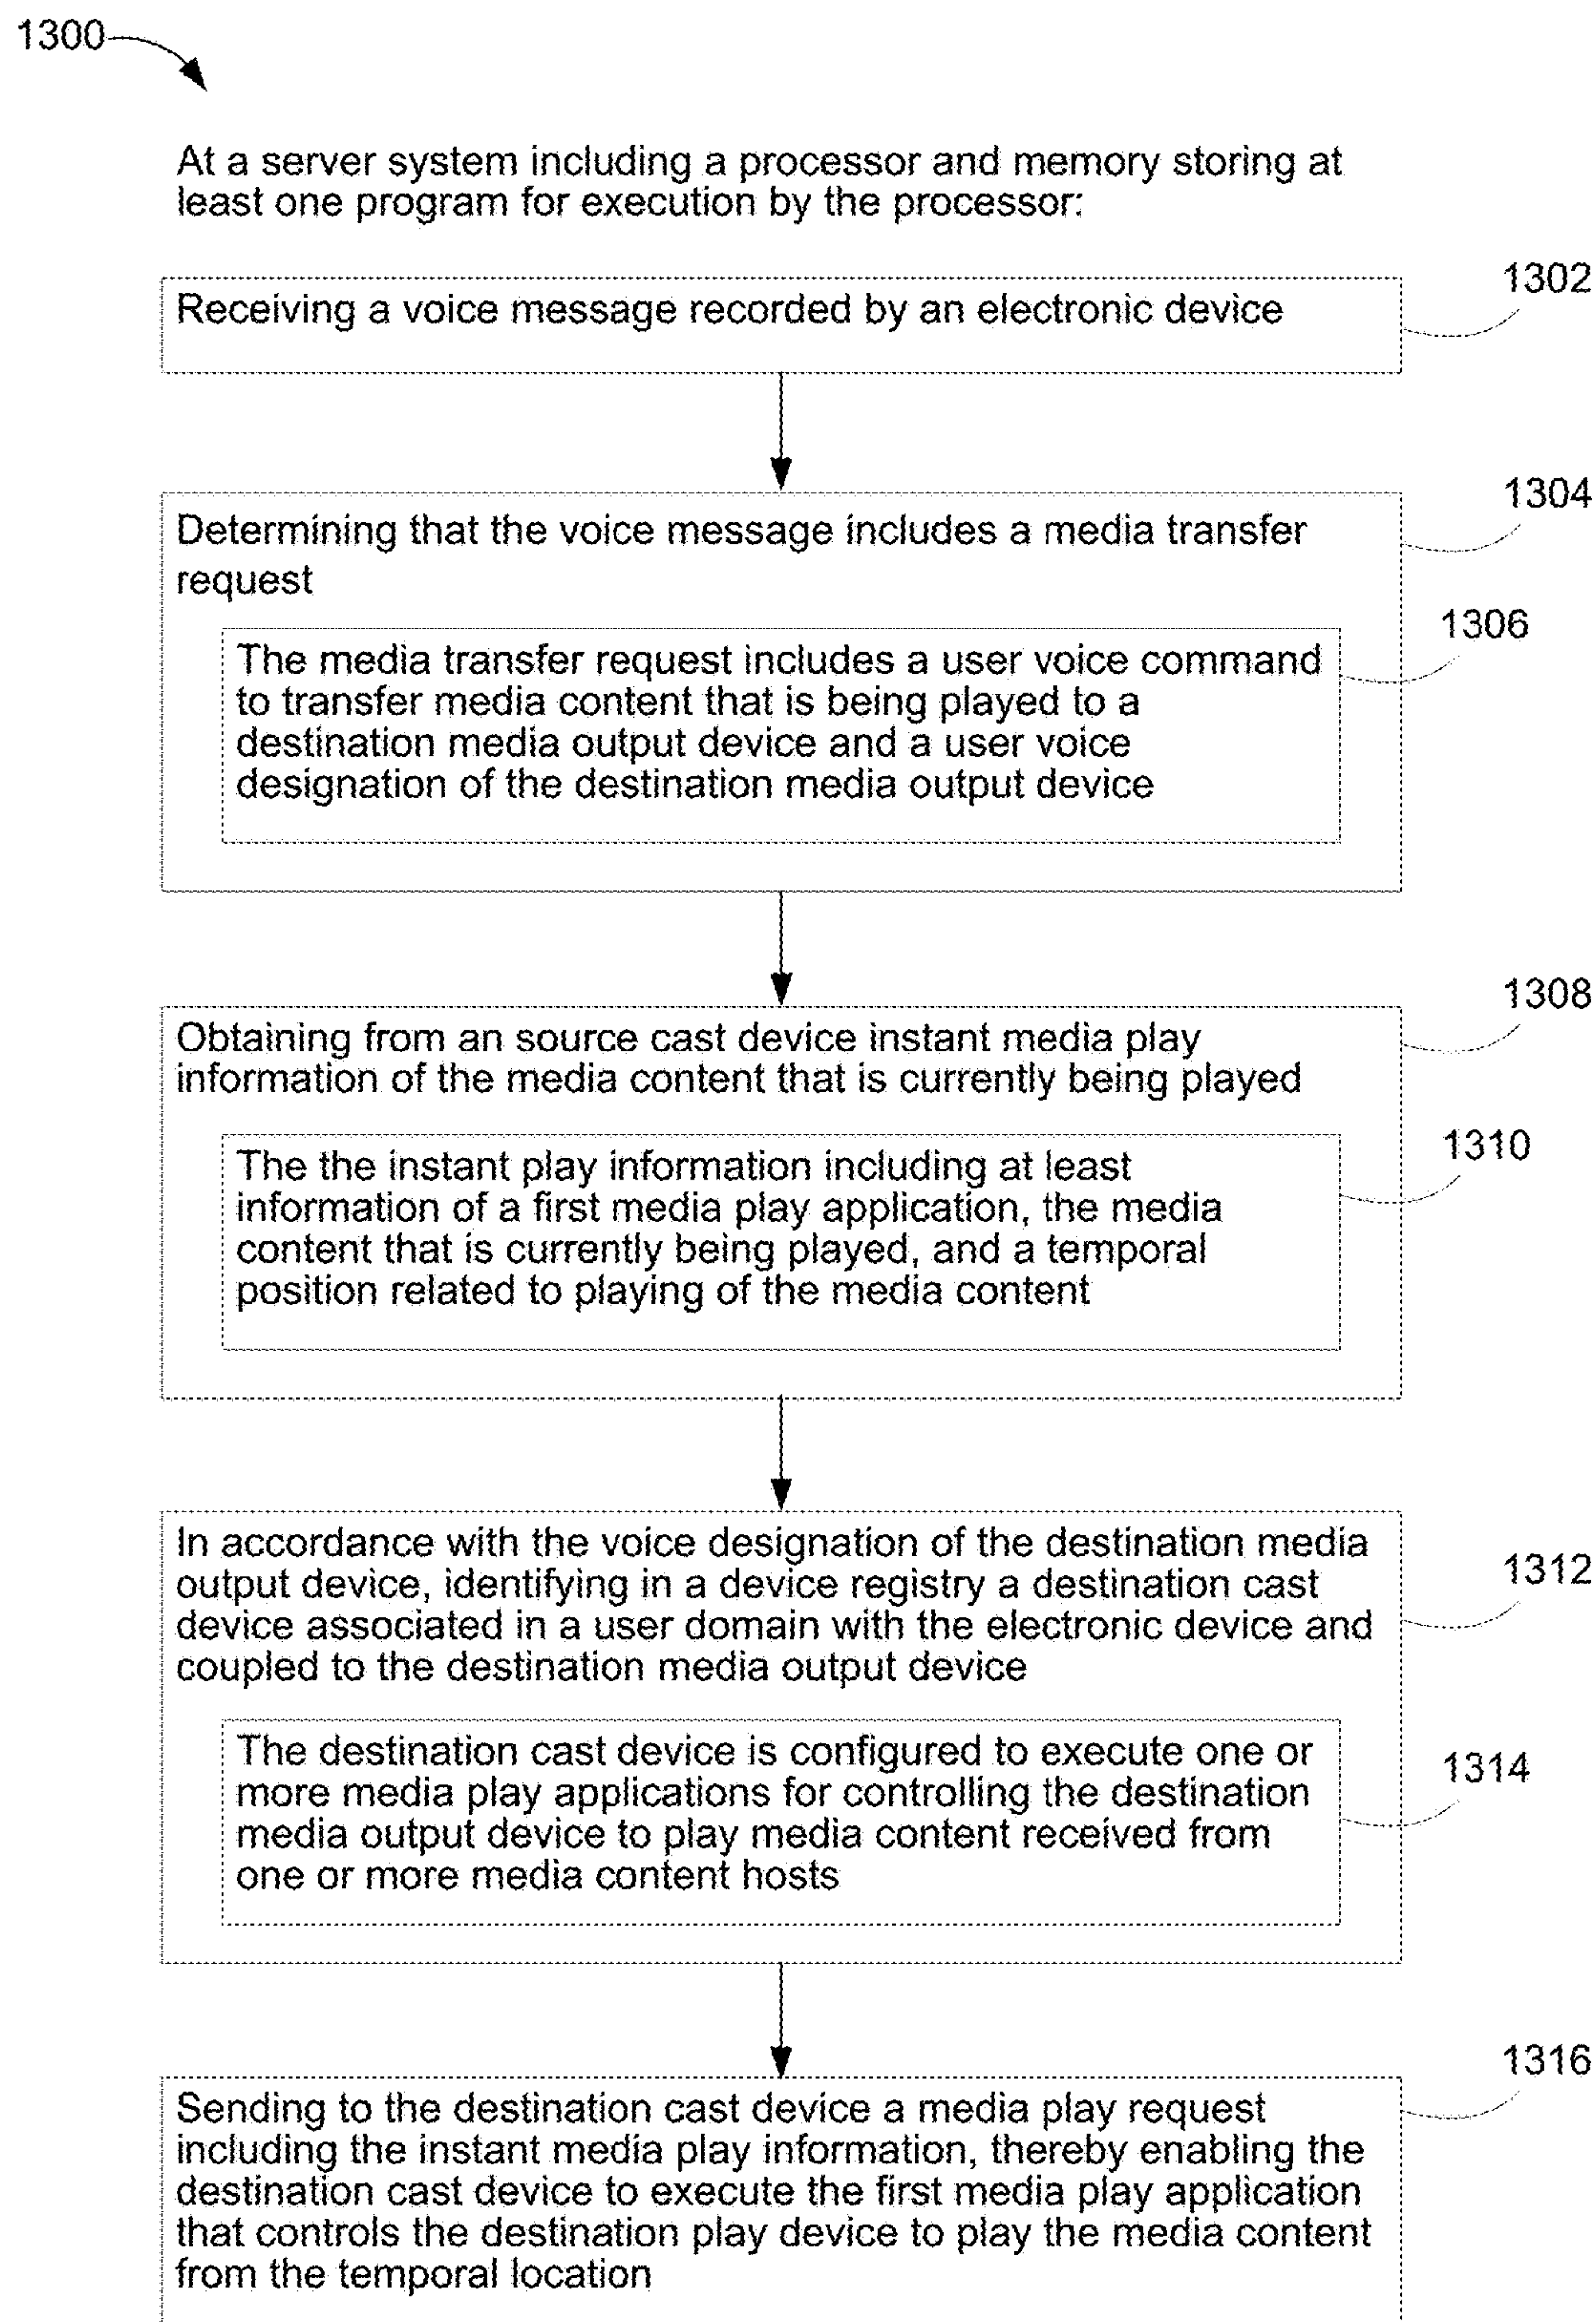 1300
At a server system including a processor and memory storing at
least one program for execution by the processor:
1302
Receiving a voice message recorded by an electronic device
1304
Determining that the voice message includes a media transfer
request
1306
The media transfer request includes a user voice command
to transfer media content that is being played to a
destination media output device and a user voice
designation of the destination media output device
1308
Obtaining from an source cast device instant media play
information of the media content that is currently being played
1310
The the instant play information including at least
information of a first media play application, the media
content that is currently being played, and a temporal
position related to playing of the media content
1312
In accordance with the voice designation of the destination media
output device, identifying in a device registry a destination cast
device associated in a user domain with the electronic device and
coupled to the destination media output device
1314
The destination cast device is configured to execute one or
more media play applications for controlling the destination
media output device to play media content received from
one or more media content hosts
1316
Sending to the destination cast device a media play request
including the instant media play information, thereby enabling the
destination cast device to execute the first media play application
that controls the destination play device to play the media content
from the temporal location